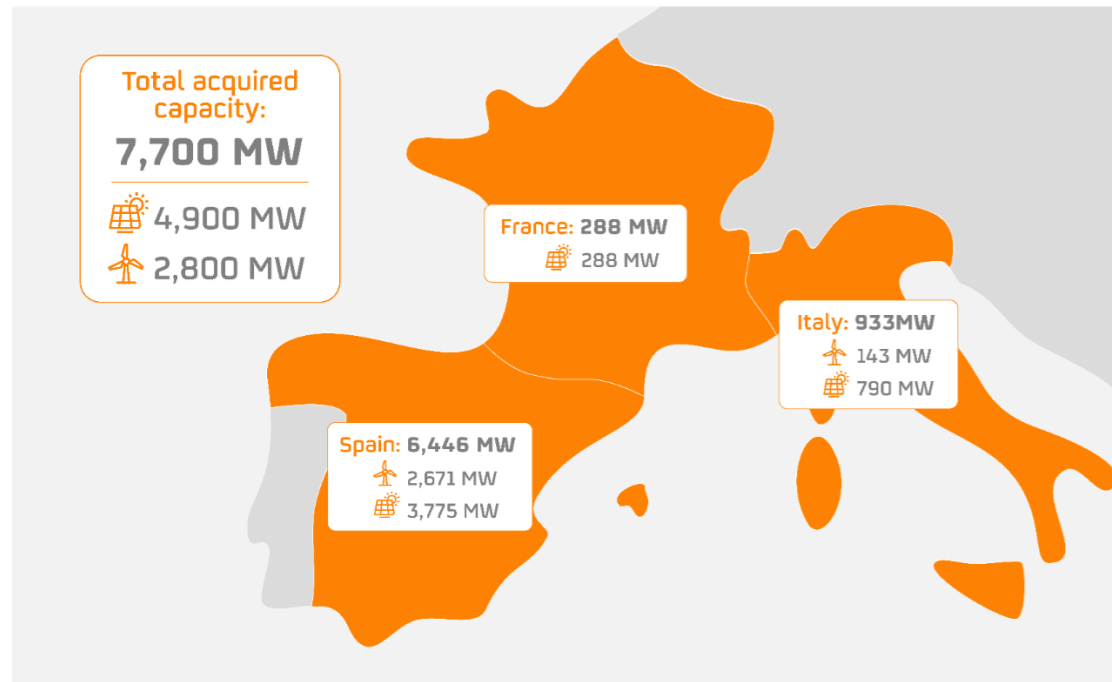 Total acquired
capacity:
7,700 MW
4,900 MW
2,800 MW
France: 288 MW
288 MW
Italy: 933MW
143 MW
790 MW
Spain: 6,446 MW
2,671 MW
3,775 MW